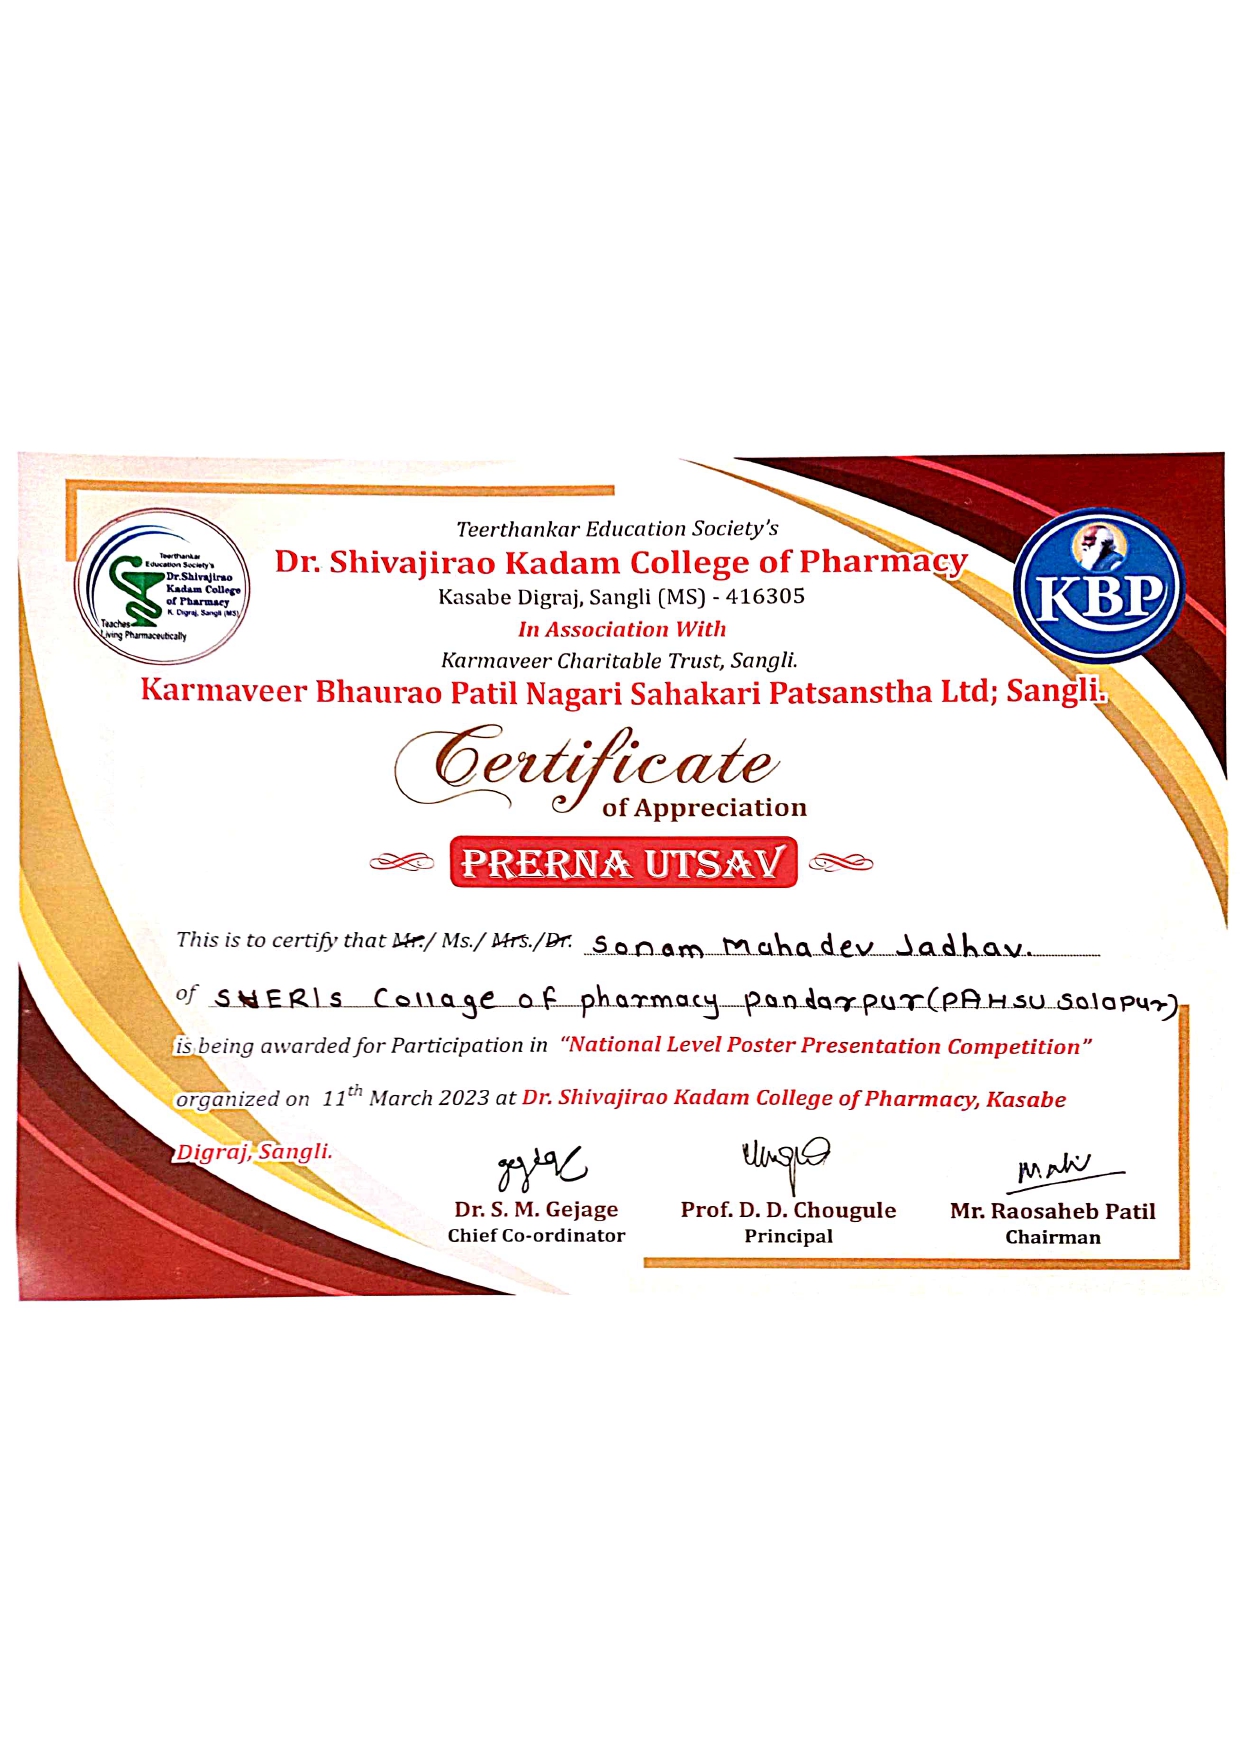 Teerthankar
Education Society's
Dr.Shivajirao
Kadam College
of Pharmacy
K. Digraj, Sangli (MS)
Teaches
Living Pharmaceutically
Teerthankar Education Society's
Dr. Shivajirao Kadam College of Pharmacy
Kasabe Digraj, Sangli (MS) - 416305
In Association With
Karmaveer Charitable Trust, Sangli.
Karmaveer Bhaurao Patil Nagari Sahakari Patsanstha Ltd; Sangli.
KBP
Certificate
of Appreciation
PRERNA UTSAV
This is to certify that Mr./ Ms./ Mrs./Dr. Sonam Mahadev Jadhav.
of SVERIs Collage of pharmacy pandarpur(PAHSU solapur)
is being awarded for Participation in "National Level Poster Presentation Competition"
organized on 11th March 2023 at Dr. Shivajirao Kadam College of Pharmacy, Kasabe
Digraj, Sangli.
Dr. S. M. Gejage
Chief Co-ordinator
Prof. D. D. Chougule
Principal
Mr. Raosaheb Patil
Chairman